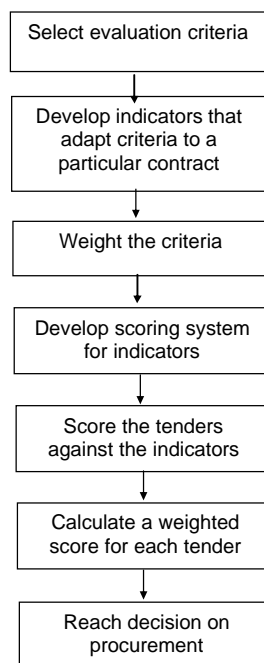 Select evaluation criteria
Develop indicators that
adapt criteria to a
particular contract
Weight the criteria
Develop scoring system
for indicators
Score the tenders
against the indicators
Calculate a weighted
score for each tender
Reach decision on
procurement